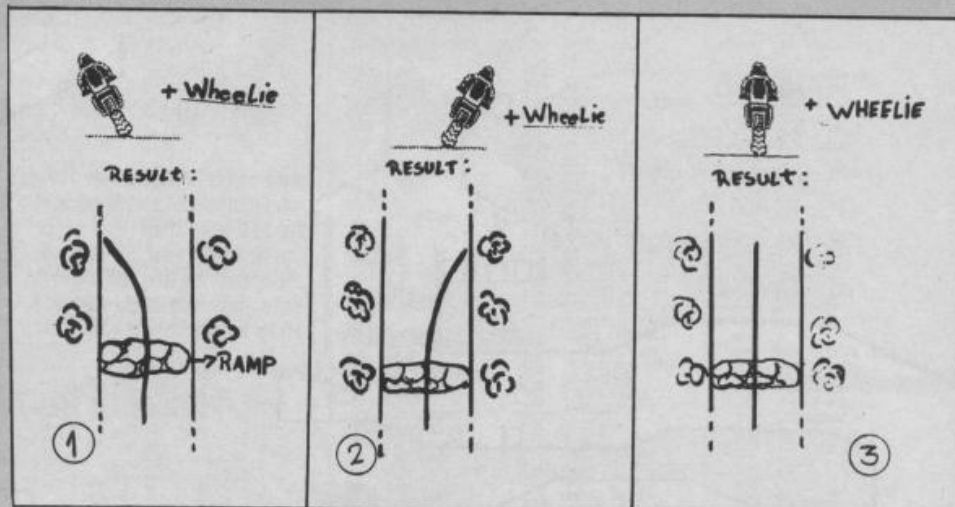 + Wheelie
RESULT:
→ RAMP
1
+ Wheelie
RESULT:
2
+ WHEELIE
RESULT:
3